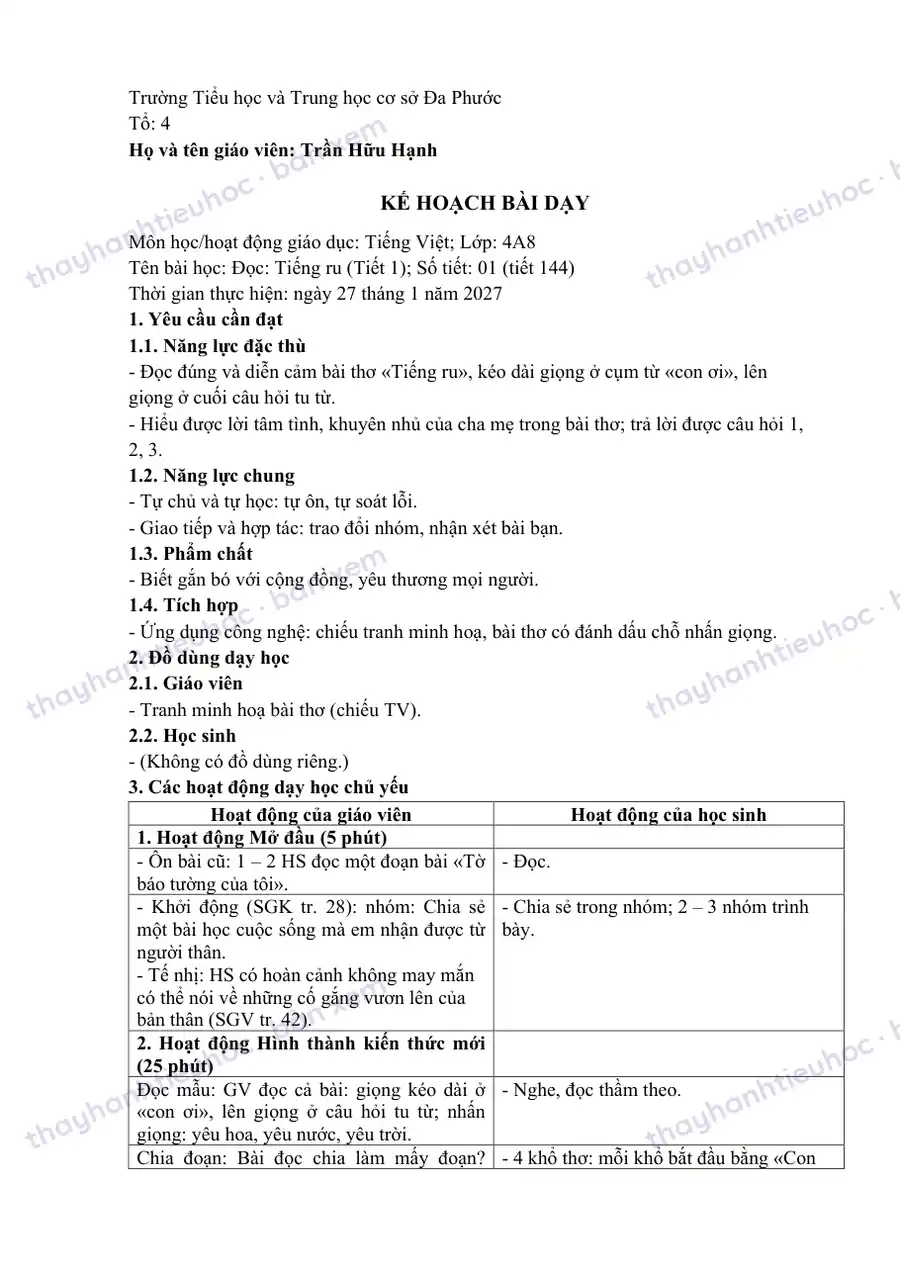 Trường Tiểu học và Trung học cơ sở Đa Phước
Tổ: 4
Họ và tên giáo viên: Trần Hữu Hạnh
KẾ HOẠCH BÀI DẠY
Môn học/hoạt động giáo dục: Tiếng Việt; Lớp: 4A8
Tên bài học: Đọc: Tiếng ru (Tiết 1); Số tiết: 01 (tiết 144)
Thời gian thực hiện: ngày 27 tháng 1 năm 2027
1. Yêu cầu cần đạt
1.1. Năng lực đặc thù
- Đọc đúng và diễn cảm bài thơ «Tiếng ru», kéo dài giọng ở cụm từ «con ơi», lên
giọng ở cuối câu hỏi tu từ.
- Hiểu được lời tâm tình, khuyên nhủ của cha mẹ trong bài thơ; trả lời được câu hỏi 1,
2, 3.
1.2. Năng lực chung
- Tự chủ và tự học: tự ôn, tự soát lỗi.
- Giao tiếp và hợp tác: trao đổi nhóm, nhận xét bài bạn.
1.3. Phẩm chất
- Biết gắn bó với cộng đồng, yêu thương mọi người.
1.4. Tích hợp
- Ứng dụng công nghệ: chiếu tranh minh hoạ, bài thơ có đánh dấu chỗ nhấn giọng.
2. Đồ dùng dạy học
2.1. Giáo viên
- Tranh minh hoạ bài thơ (chiếu TV).
2.2. Học sinh
- (Không có đồ dùng riêng.)
3. Các hoạt động dạy học chủ yếu
Hoạt động của giáo viên
Hoạt động của học sinh
1. Hoạt động Mở đầu (5 phút)
- Ôn bài cũ: 1 – 2 HS đọc một đoạn bài «Tờ
báo tường của tôi».
- Đọc.
- Khởi động (SGK tr. 28): nhóm: Chia sẻ
một bài học cuộc sống mà em nhận được từ
người thân.
- Tế nhị: HS có hoàn cảnh không may mắn
có thể nói về những cố gắng vươn lên của
bản thân (SGV tr. 42).
- Chia sẻ trong nhóm; 2 – 3 nhóm trình
bày.
2. Hoạt động Hình thành kiến thức mới
(25 phút)
Đọc mẫu: GV đọc cả bài: giọng kéo dài ở
«con ơi», lên giọng ở câu hỏi tu từ; nhấn
giọng: yêu hoa, yêu nước, yêu trời.
- Nghe, đọc thầm theo.
Chia đoạn: Bài đọc chia làm mấy đoạn?
- 4 khổ thơ: mỗi khổ bắt đầu bằng «Con
thayhanhtieuhoc · bản xem
thayhanhtieuhoc · b
thayhanhtieuhoc · bản xem
thayhanhtieuhoc · b
thayhanhtieuhoc · bản xem
thayhanhtieuhoc · b